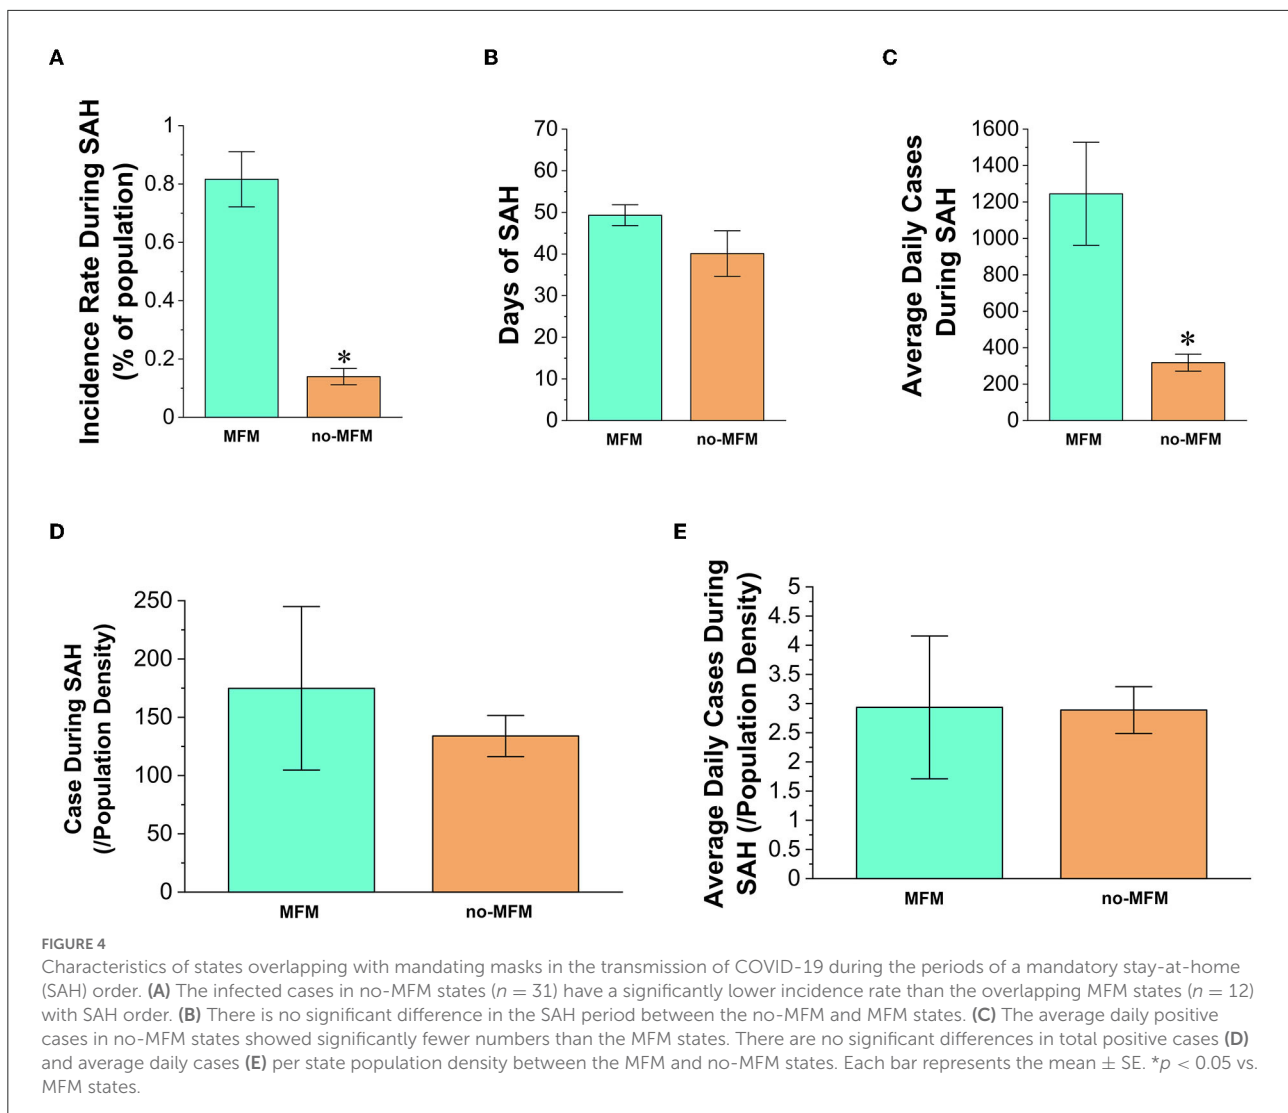 A
Incidence Rate During SAH
(% of population)
1
0.8
0.6
0.4
0.2
0
*
MFM
no-MFM
B
Days of SAH
70
60
50
40
30
20
10
0
MFM
no-MFM
C
Average Daily Cases
During SAH
1600
1400
1200
1000
800
600
400
200
0
*
MFM
no-MFM
D
Case During SAH
(/Population Density)
250
200
150
100
50
0
MFM
no-MFM
E
Average Daily Cases During
SAH (/Population Density)
5
4.5
4
3.5
3
2.5
2
1.5
1
0.5
0
MFM
no-MFM
FIGURE 4
Characteristics of states overlapping with mandating masks in the transmission of COVID-19 during the periods of a mandatory stay-at-home
(SAH) order. (A) The infected cases in no-MFM states (n = 31) have a significantly lower incidence rate than the overlapping MFM states (n = 12)
with SAH order. (B) There is no significant difference in the SAH period between the no-MFM and MFM states. (C) The average daily positive
cases in no-MFM states showed significantly fewer numbers than the MFM states. There are no significant differences in total positive cases (D)
and average daily cases (E) per state population density between the MFM and no-MFM states. Each bar represents the mean ± SE. *p < 0.05 vs.
MFM states.